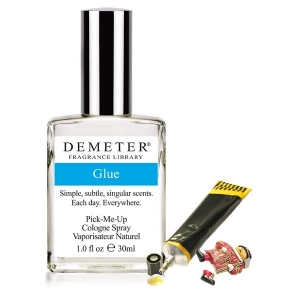 DEMETER®
FRAGRANCE LIBRARY
Glue
Simple, subtle, singular scents.
Each day. Everywhere.
Pick-Me-Up
Cologne Spray
Vaporisateur Naturel
1.0 fl oz ℮ 30ml